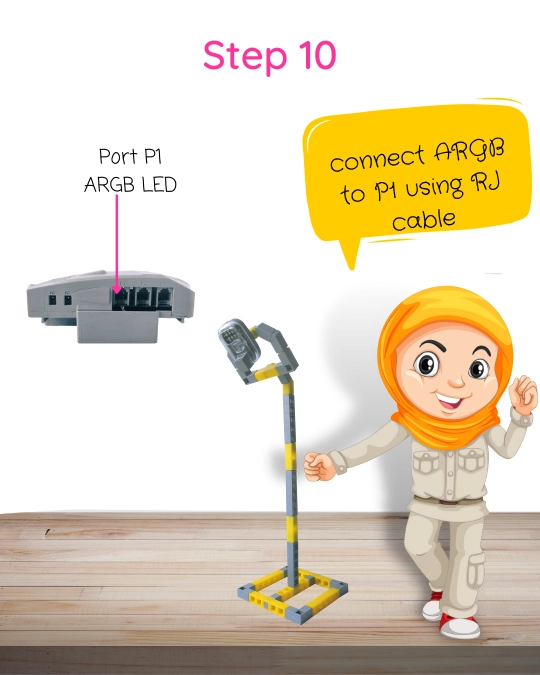 Step 10
Port P1
ARGB LED
connect ARGB
to P1 using RJ
cable